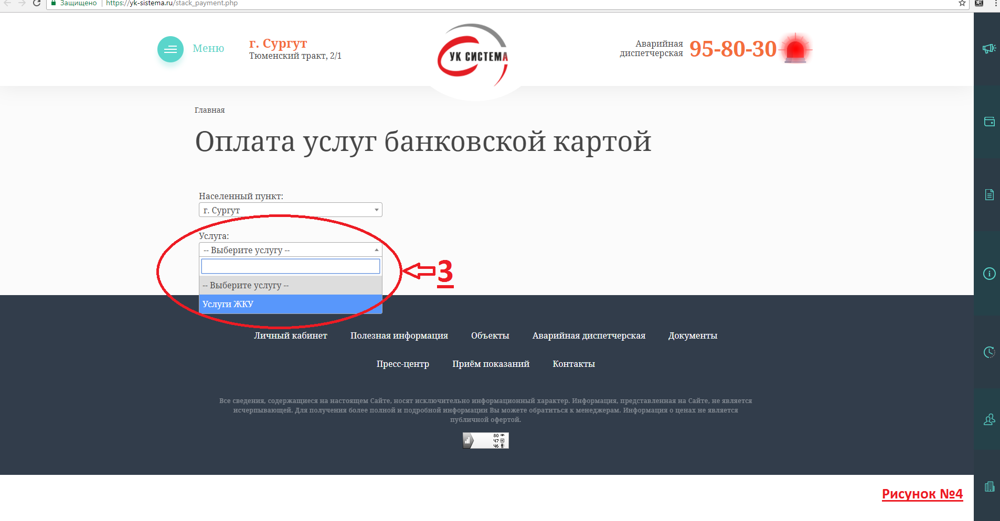 Защищено
https://yk-sistema.ru/stack_payment.php
Меню
г. Сургут
Тюменский тракт, 2/1
УК СИСТЕМА
Аварийная
диспетчерская
95-80-30
Главная
Оплата услуг банковской картой
Населенный пункт:
г. Сургут
Услуга:
-- Выберите услугу --
3
-- Выберите услугу --
Услуги ЖКУ
Личный кабинет Полезная информация Объекты Аварийная диспетчерская Документы
Пресс-центр Приём показаний Контакты
Все сведения, содержащиеся на настоящем Сайте, носят исключительно информационный характер. Информация, представленная на Сайте, не является
исчерпывающей. Для получения более полной и подробной информации Вы можете обратиться к менеджерам. Информация о ценах не является
публичной офертой.
80
47
46
Рисунок №4